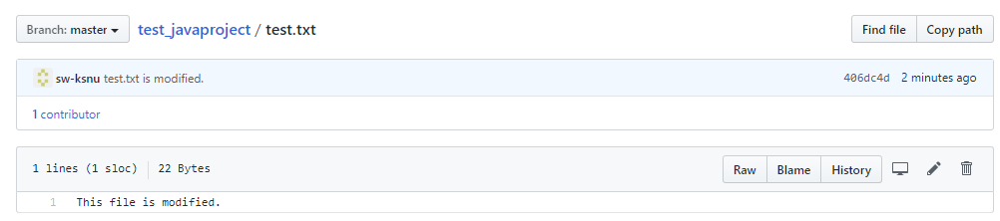 Branch: master test_javaproject / test.txt Find file Copy path
sw-ksnu test.txt is modified. 406dc4d 2 minutes ago
1 contributor
1 lines (1 sloc) 22 Bytes Raw Blame History
1 This file is modified.